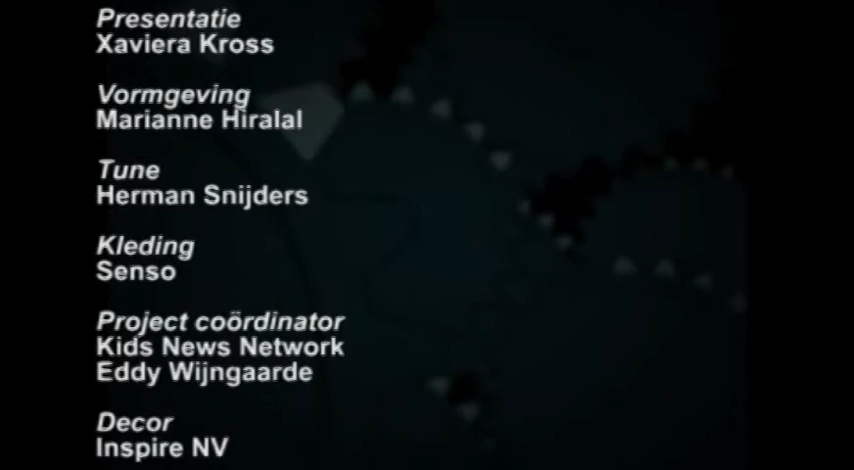 Presentatie
Xaviera Kross
Vormgeving
Marianne Hiralal
Tune
Herman Snijders
Kleding
Senso
Project coördinator
Kids News Network
Eddy Wijngaarde
Decor
Inspire NV